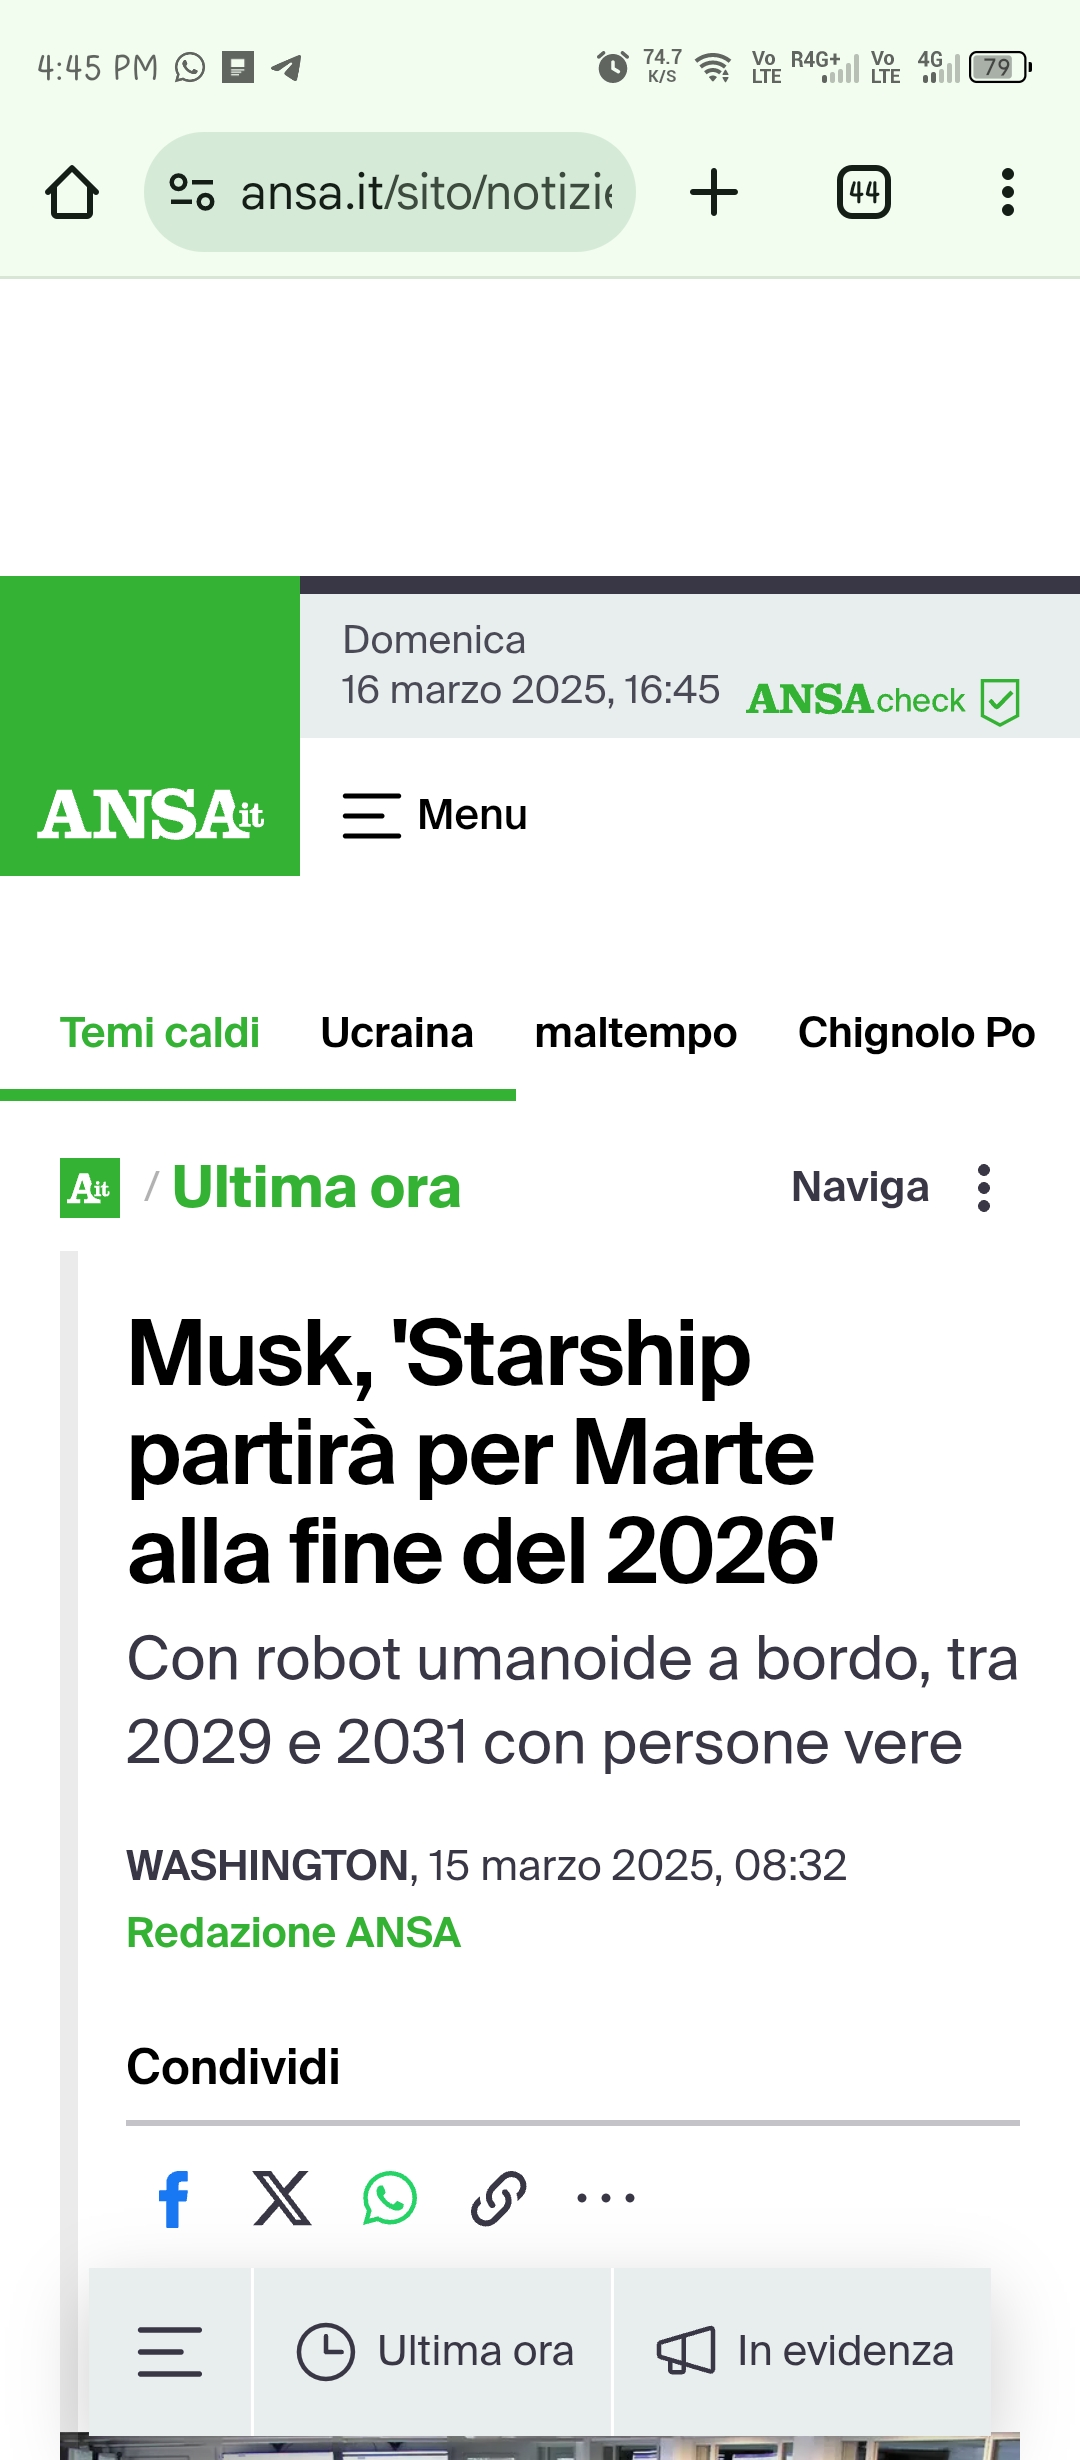 4:45 PM 74.7 K/S Vo LTE R4G+ Vo LTE 4G 79
ansa.it/sito/notizie 44
Domenica
16 marzo 2025, 16:45 ANSAcheck
ANSAit
Menu
Temi caldi Ucraina maltempo Chignolo Po
Ait / Ultima ora Naviga
Musk, 'Starship
partirà per Marte
alla fine del 2026'
Con robot umanoide a bordo, tra
2029 e 2031 con persone vere
WASHINGTON, 15 marzo 2025, 08:32
Redazione ANSA
Condividi
Ultima ora In evidenza